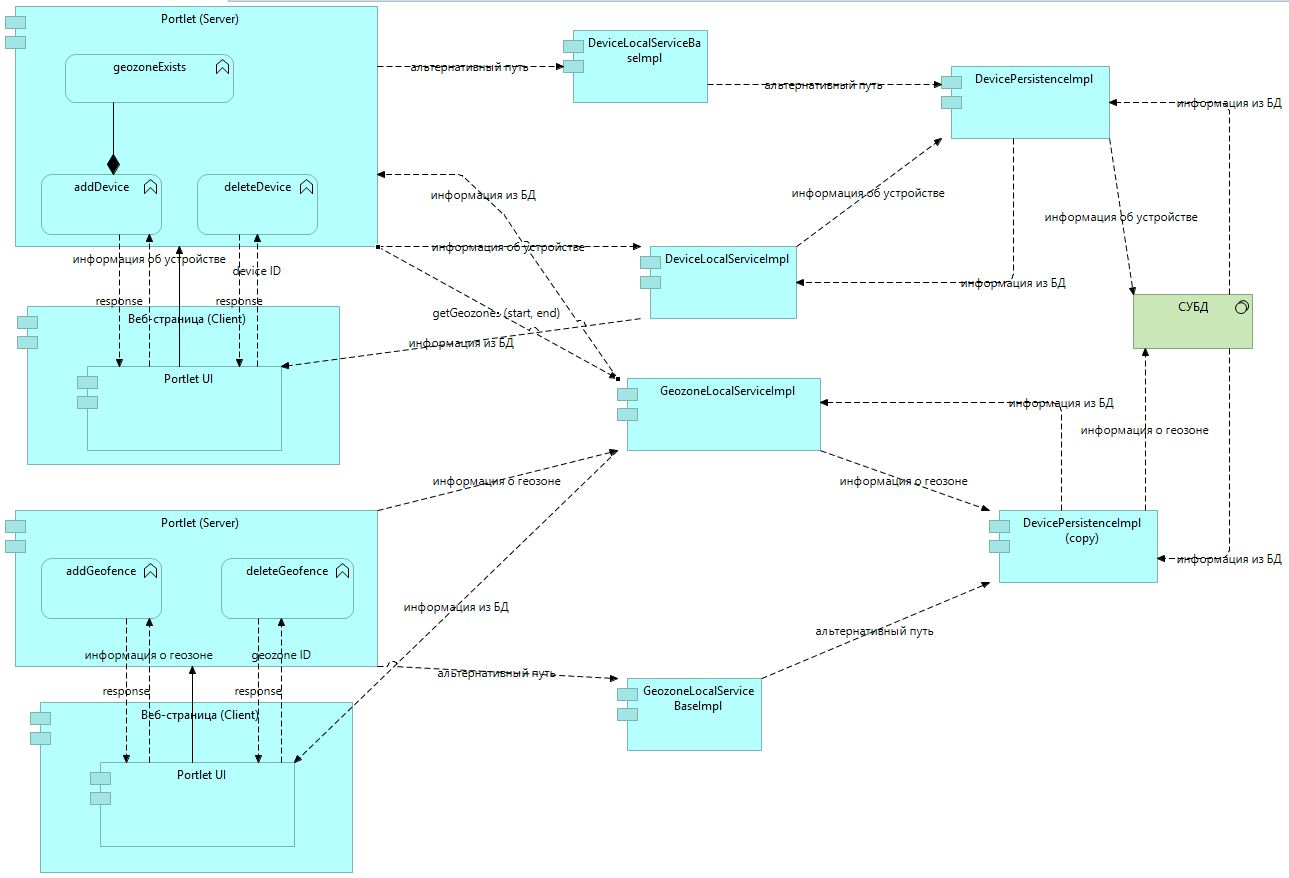 Portlet (Server)
geozoneExists
addDevice
deleteDevice
информация об устройстве
device ID
response
response
Веб-страница (Client)
Portlet UI
альтернативный путь
DeviceLocalServiceBa
seImpl
альтернативный путь
DevicePersistenceImpl
информация из БД
информация из БД
информация об устройстве
информация об устройстве
информация об устройстве
DeviceLocalServiceImpl
информация из БД
СУБД
getGeozones (start, end)
информация из БД
GeozoneLocalServiceImpl
информация из БД
информация о геозоне
информация о геозоне
информация о геозоне
Portlet (Server)
addGeofence
deleteGeofence
DevicePersistenceImpl
(copy)
информация из БД
информация из БД
альтернативный путь
информация о геозоне
geozone ID
response
response
альтернативный путь
GeozoneLocalService
BaseImpl
Веб-страница (Client)
Portlet UI